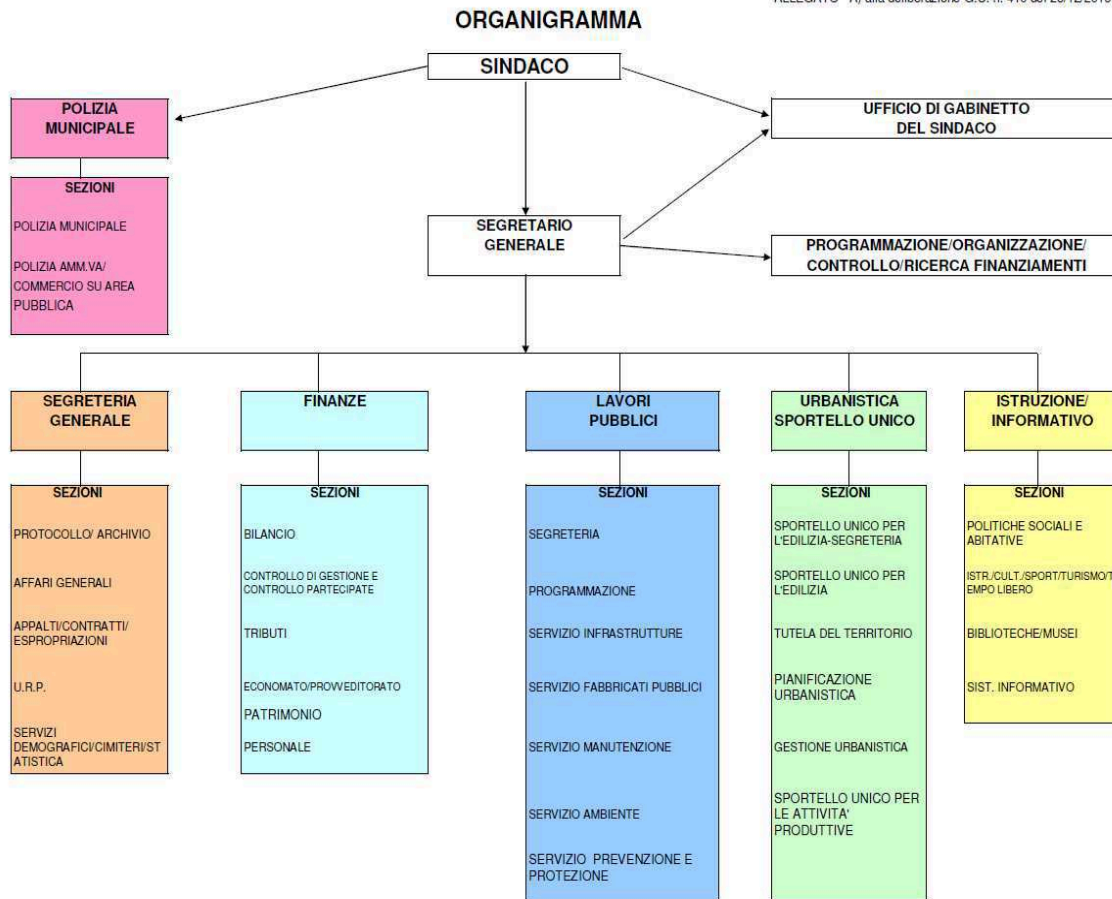 ORGANIGRAMMA
SINDACO
POLIZIA
MUNICIPALE
UFFICIO DI GABINETTO
DEL SINDACO
SEZIONI
POLIZIA MUNICIPALE
POLIZIA AMM.VA/
COMMERCIO SU AREA
PUBBLICA
SEGRETARIO
GENERALE
PROGRAMMAZIONE/ORGANIZZAZIONE/
CONTROLLO/RICERCA FINANZIAMENTI
SEGRETERIA
GENERALE
SEZIONI
PROTOCOLLO/ ARCHIVIO
AFFARI GENERALI
APPALTI/CONTRATTI/
ESPROPRIAZIONI
U.R.P.
SERVIZI
DEMOGRAFICI/CIMITERI/ST
ATISTICA
FINANZE
SEZIONI
BILANCIO
CONTROLLO DI GESTIONE E
CONTROLLO PARTECIPATE
TRIBUTI
ECONOMATO/PROVVEDITORATO
PATRIMONIO
PERSONALE
LAVORI
PUBBLICI
SEZIONI
SEGRETERIA
PROGRAMMAZIONE
SERVIZIO INFRASTRUTTURE
SERVIZIO FABBRICATI PUBBLICI
SERVIZIO MANUTENZIONE
SERVIZIO AMBIENTE
SERVIZIO PREVENZIONE E
PROTEZIONE
URBANISTICA
SPORTELLO UNICO
SEZIONI
SPORTELLO UNICO PER
L'EDILIZIA-SEGRETERIA
SPORTELLO UNICO PER
L'EDILIZIA
TUTELA DEL TERRITORIO
PIANIFICAZIONE
URBANISTICA
GESTIONE URBANISTICA
SPORTELLO UNICO PER
LE ATTIVITA'
PRODUTTIVE
ISTRUZIONE/
INFORMATIVO
SEZIONI
POLITICHE SOCIALI E
ABITATIVE
ISTR./CULT./SPORT/TURISMO/T
EMPO LIBERO
BIBLIOTECHE/MUSEI
SIST. INFORMATIVO